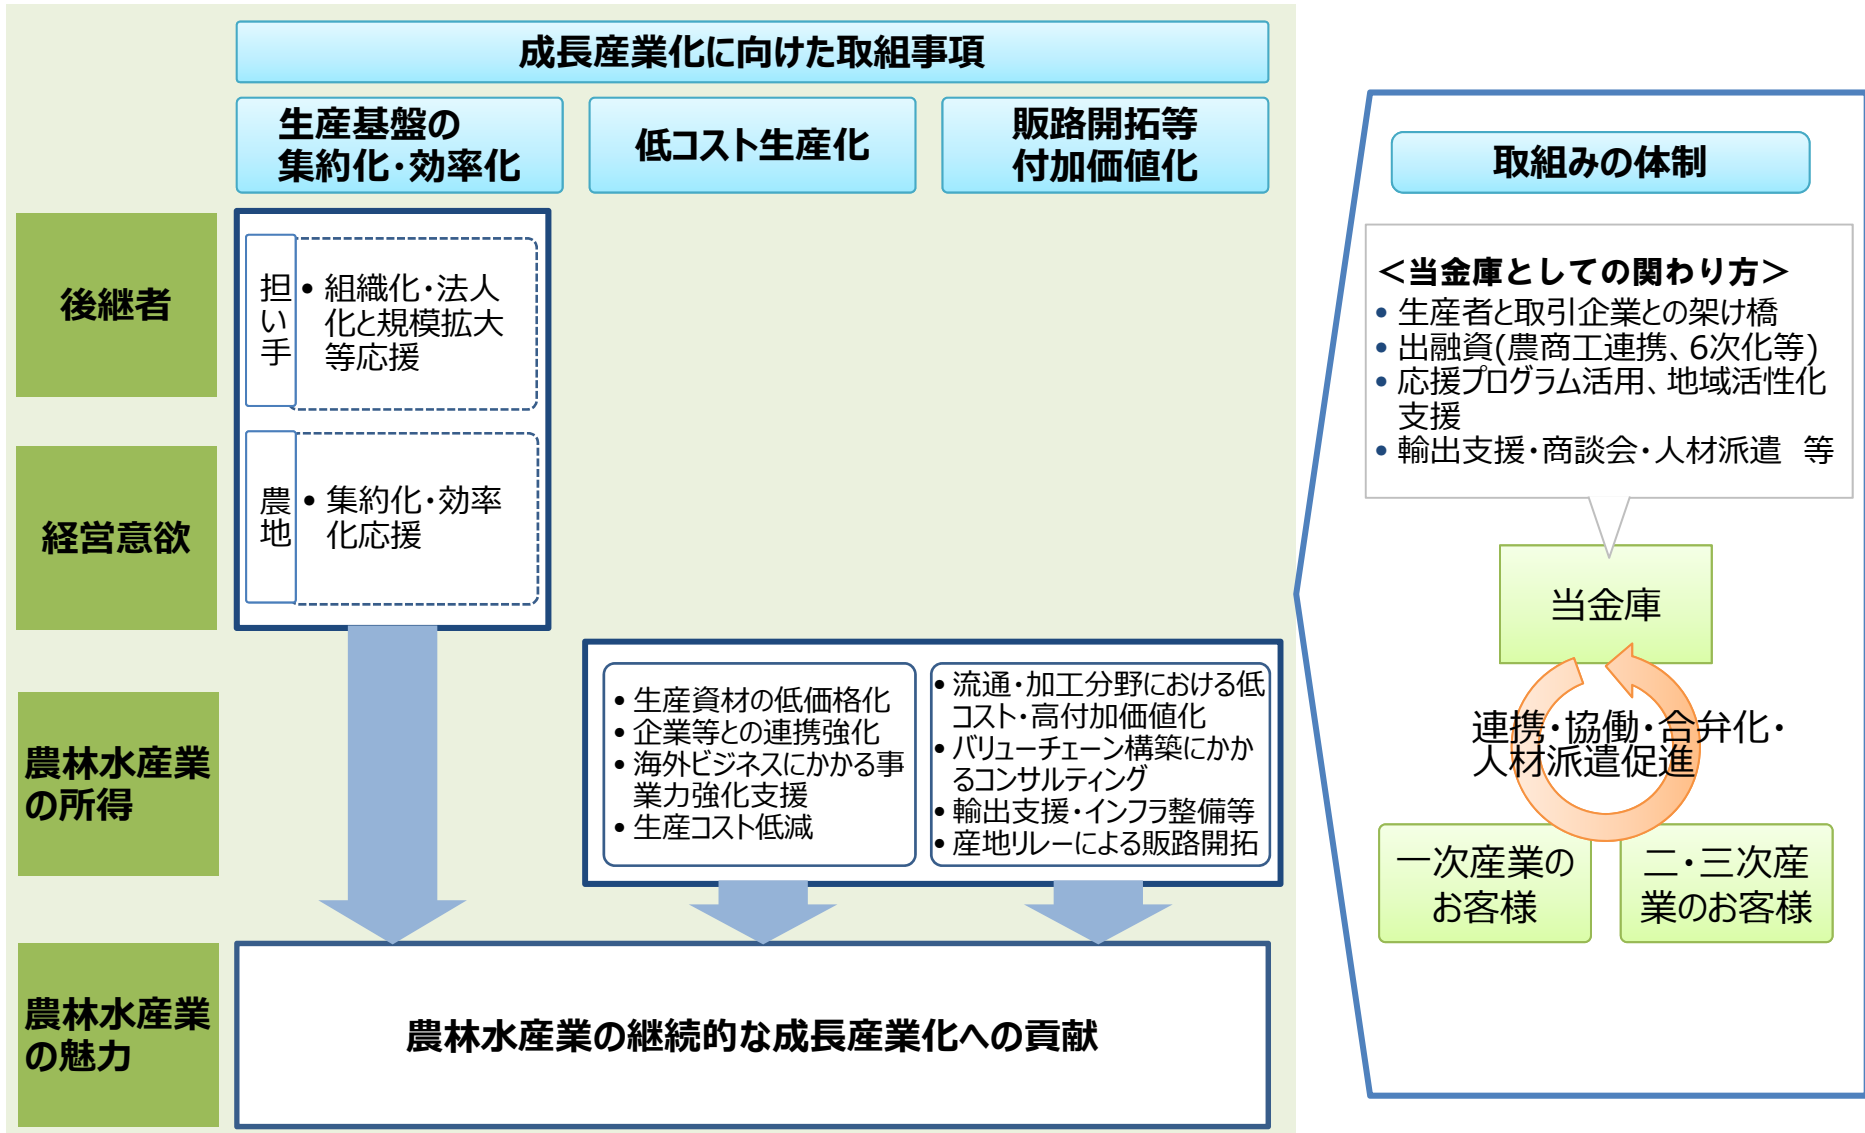 成長産業化に向けた取組事項
生産基盤の
集約化・効率化
低コスト生産化
販路開拓等
付加価値化
後継者
担い手
• 組織化・法人
化と規模拡大
等応援
経営意欲
農地
• 集約化・効率
化応援
農林水産業
の所得
• 生産資材の低価格化
• 企業等との連携強化
• 海外ビジネスにかかる事
業力強化支援
• 生産コスト低減
• 流通・加工分野における低
コスト・高付加価値化
• バリューチェーン構築にかか
るコンサルティング
• 輸出支援・インフラ整備等
• 産地リレーによる販路開拓
農林水産業
の魅力
農林水産業の継続的な成長産業化への貢献
取組みの体制
＜当金庫としての関わり方＞
• 生産者と取引企業との架け橋
• 出融資(農商工連携、6次化等)
• 応援プログラム活用、地域活性化
支援
• 輸出支援・商談会・人材派遣　等
当金庫
連携・協働・合弁化・
人材派遣促進
一次産業の
お客様
二・三次産
業のお客様